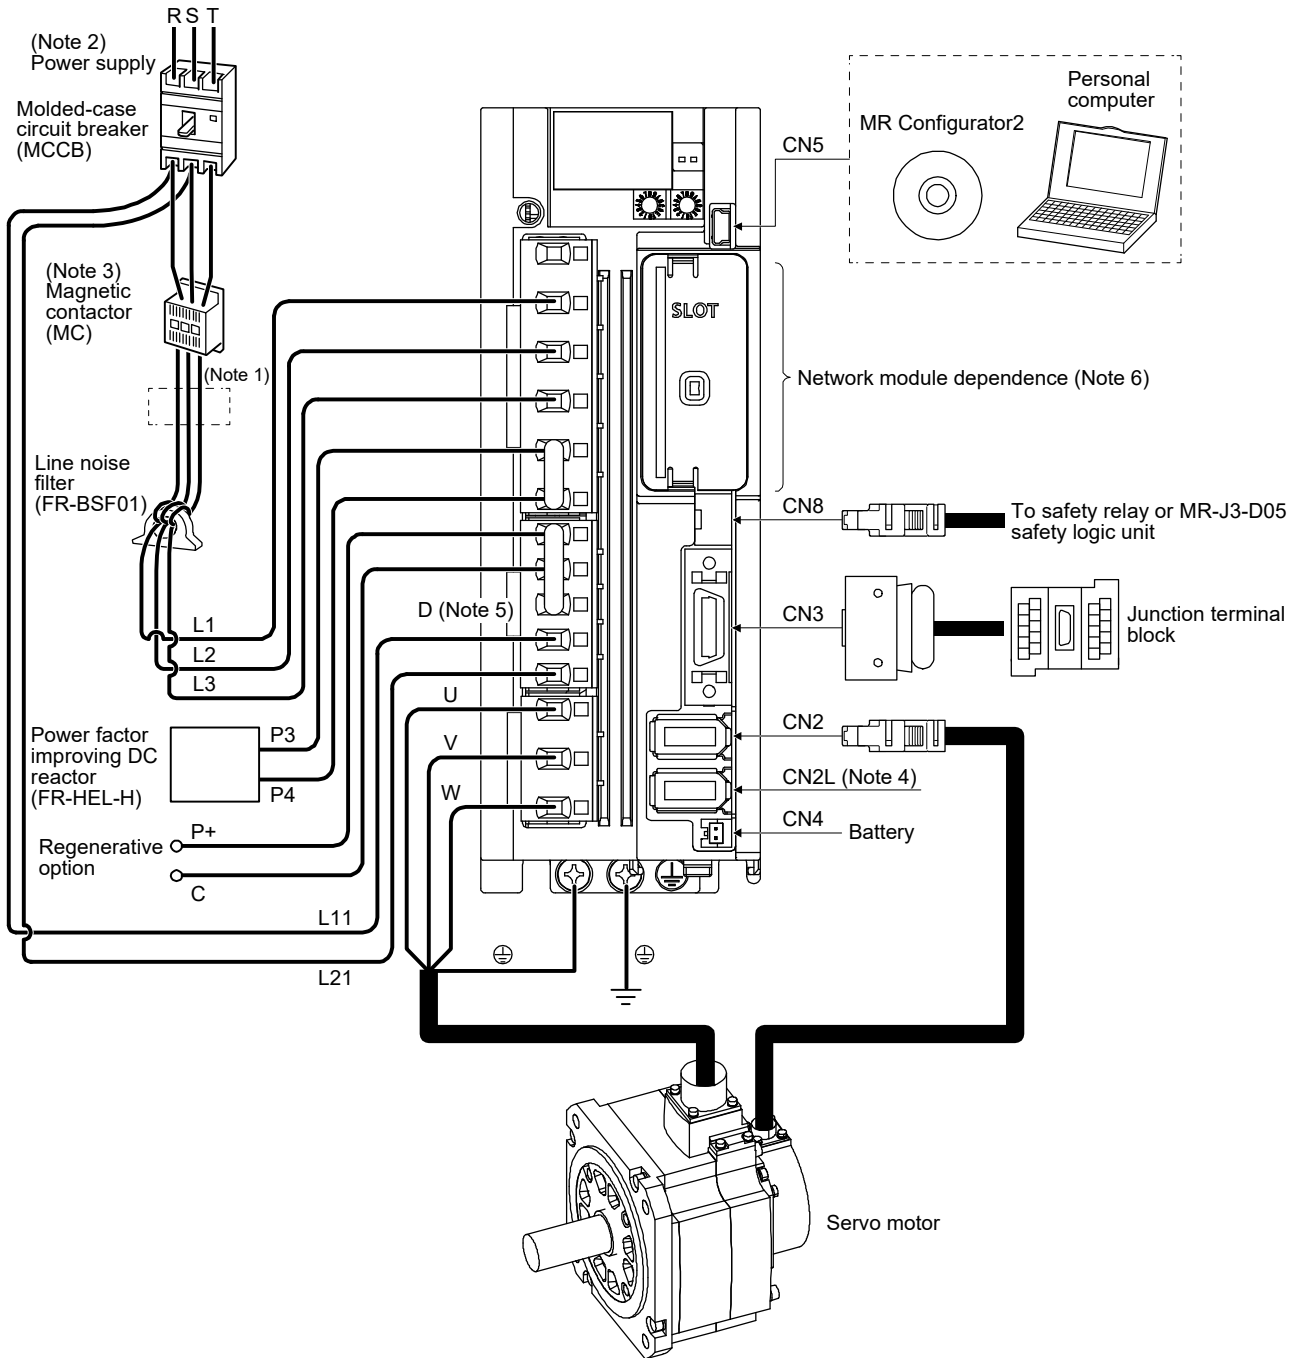 R S T
(Note 2)
Power supply
Molded-case
circuit breaker
(MCCB)
(Note 3)
Magnetic
contactor
(MC)
(Note 1)
Line noise
filter
(FR-BSF01)
L1
L2
L3
Power factor
improving DC
reactor
(FR-HEL-H)
P3
P4
Regenerative
option
P+
C
L11
L21
D (Note 5)
U
V
W
SLOT
CN5
MR Configurator2
Personal
computer
Network module dependence (Note 6)
CN8
To safety relay or MR-J3-D05
safety logic unit
CN3
Junction terminal
block
CN2
CN2L (Note 4)
CN4
Battery
Servo motor